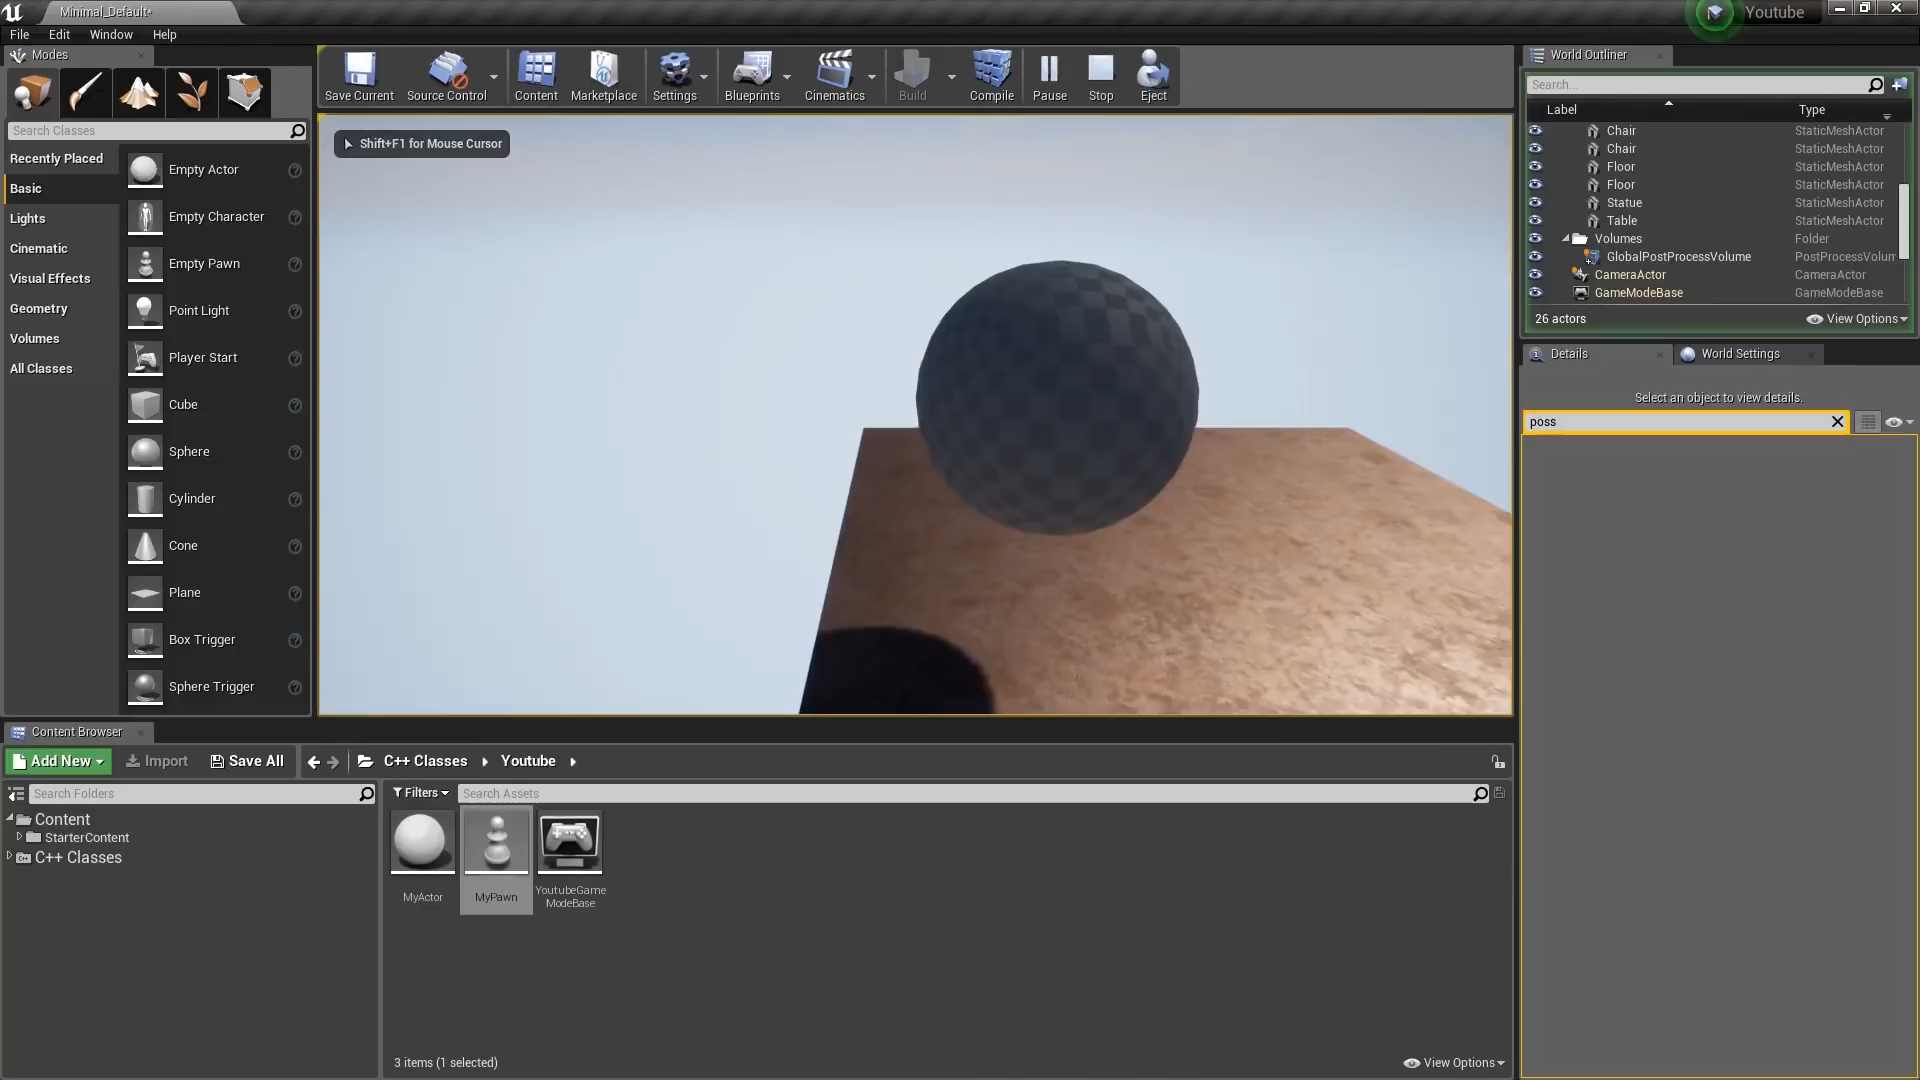 Minimal_Default*
Youtube
File Edit Window Help
Modes
Search Classes
Recently Placed
Basic
Lights
Cinematic
Visual Effects
Geometry
Volumes
All Classes
Empty Actor
Empty Character
Empty Pawn
Point Light
Player Start
Cube
Sphere
Cylinder
Cone
Plane
Box Trigger
Sphere Trigger
Save Current Source Control Content Marketplace Settings Blueprints Cinematics Build Compile Pause Stop Eject
Shift+F1 for Mouse Cursor
World Outliner
Search...
Label Type
Chair StaticMeshActor
Chair StaticMeshActor
Floor StaticMeshActor
Floor StaticMeshActor
Statue StaticMeshActor
Table StaticMeshActor
Volumes Folder
GlobalPostProcessVolume PostProcessVolum
CameraActor CameraActor
GameModeBase GameModeBase
26 actors View Options
Details World Settings
Select an object to view details.
poss
Content Browser
Add New Import Save All C++ Classes Youtube
Search Folders
Content
StarterContent
C++ Classes
Filters Search Assets
MyActor
MyPawn
YoutubeGame
ModeBase
3 items (1 selected) View Options